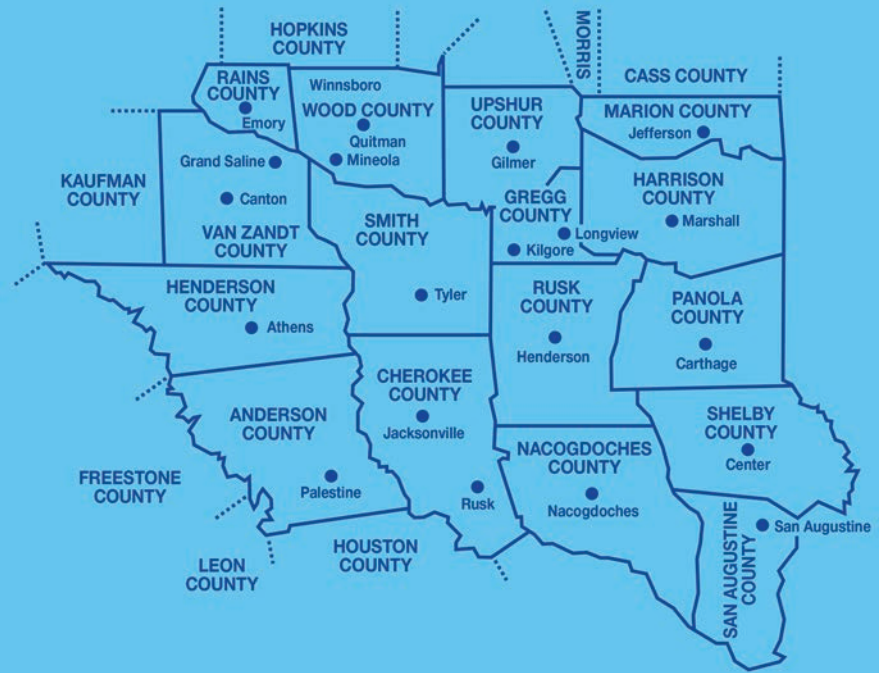 HOPKINS
COUNTY
MORRIS
CASS COUNTY
RAINS
COUNTY
Emory
Winnsboro
WOOD COUNTY
Quitman
Mineola
UPSHUR
COUNTY
Gilmer
MARION COUNTY
Jefferson
KAUFMAN
COUNTY
Grand Saline
Canton
VAN ZANDT
COUNTY
SMITH
COUNTY
Tyler
GREGG
COUNTY
Longview
Kilgore
HARRISON
COUNTY
Marshall
HENDERSON
COUNTY
Athens
RUSK
COUNTY
Henderson
PANOLA
COUNTY
Carthage
ANDERSON
COUNTY
Palestine
CHEROKEE
COUNTY
Jacksonville
Rusk
NACOGDOCHES
COUNTY
Nacogdoches
SHELBY
COUNTY
Center
FREESTONE
COUNTY
LEON
COUNTY
HOUSTON
COUNTY
SAN AUGUSTINE
COUNTY
San Augustine